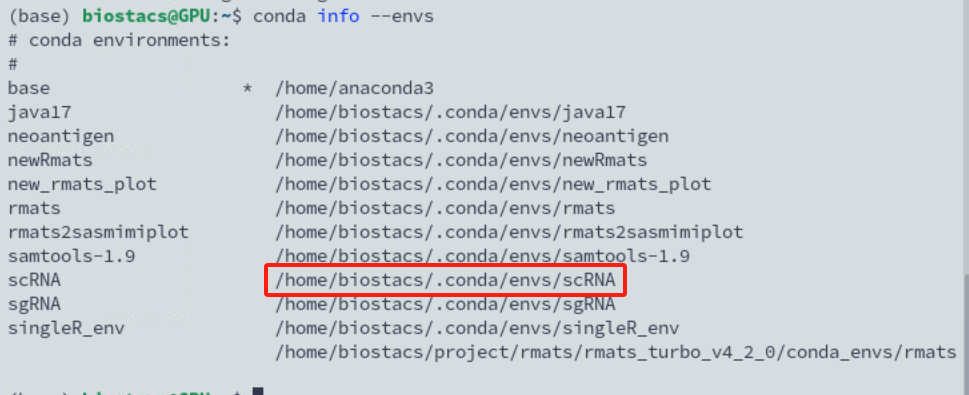 (base) biostacs@GPU:~$ conda info --envs
# conda environments:
#
base * /home/anaconda3
java17 /home/biostacs/.conda/envs/java17
neoantigen /home/biostacs/.conda/envs/neoantigen
newRmats /home/biostacs/.conda/envs/newRmats
new_rmats_plot /home/biostacs/.conda/envs/new_rmats_plot
rmats /home/biostacs/.conda/envs/rmats
rmats2sasmimiplot /home/biostacs/.conda/envs/rmats2sasmimiplot
samtools-1.9 /home/biostacs/.conda/envs/samtools-1.9
scRNA /home/biostacs/.conda/envs/scRNA
sgRNA /home/biostacs/.conda/envs/sgRNA
singleR_env /home/biostacs/.conda/envs/singleR_env
/home/biostacs/project/rmats/rmats_turbo_v4_2_0/conda_envs/rmats